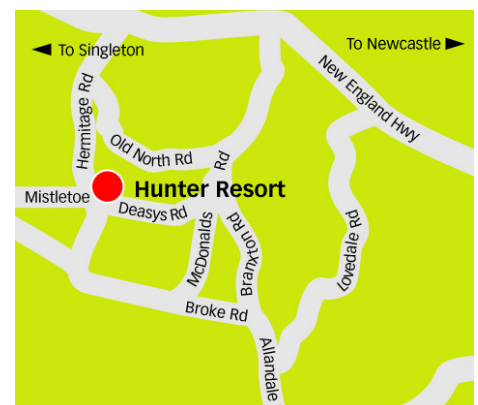 To Singleton
To Newcastle
New England Hwy
Hermitage Rd
Old North Rd
Rd
Mistletoe
Hunter Resort
Deasys Rd
McDonalds
Branxton Rd
Lovedale Rd
Broke Rd
Allandale